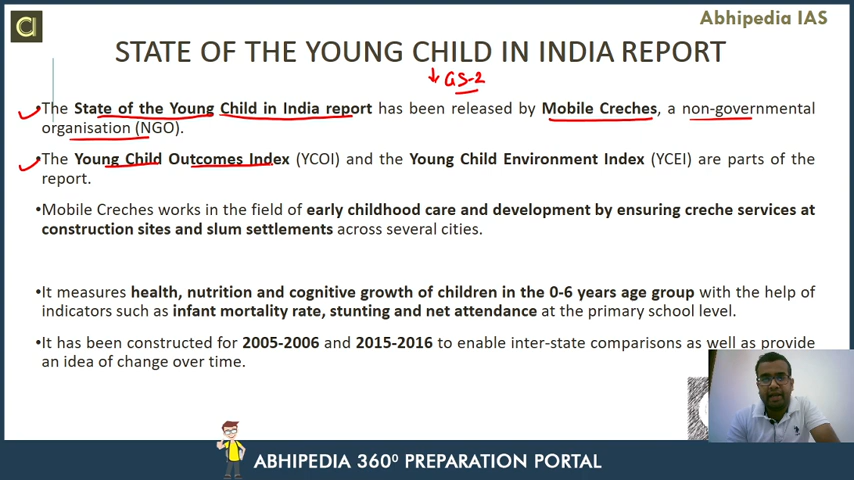 Abhipedia IAS
STATE OF THE YOUNG CHILD IN INDIA REPORT
GS-2
•The State of the Young Child in India report has been released by Mobile Creches, a non-governmental
organisation (NGO).
•The Young Child Outcomes Index (YCOI) and the Young Child Environment Index (YCEI) are parts of the
report.
•Mobile Creches works in the field of early childhood care and development by ensuring creche services at
construction sites and slum settlements across several cities.
•It measures health, nutrition and cognitive growth of children in the 0-6 years age group with the help of
indicators such as infant mortality rate, stunting and net attendance at the primary school level.
•It has been constructed for 2005-2006 and 2015-2016 to enable inter-state comparisons as well as provide
an idea of change over time.
ABHIPEDIA 360⁰ PREPARATION PORTAL